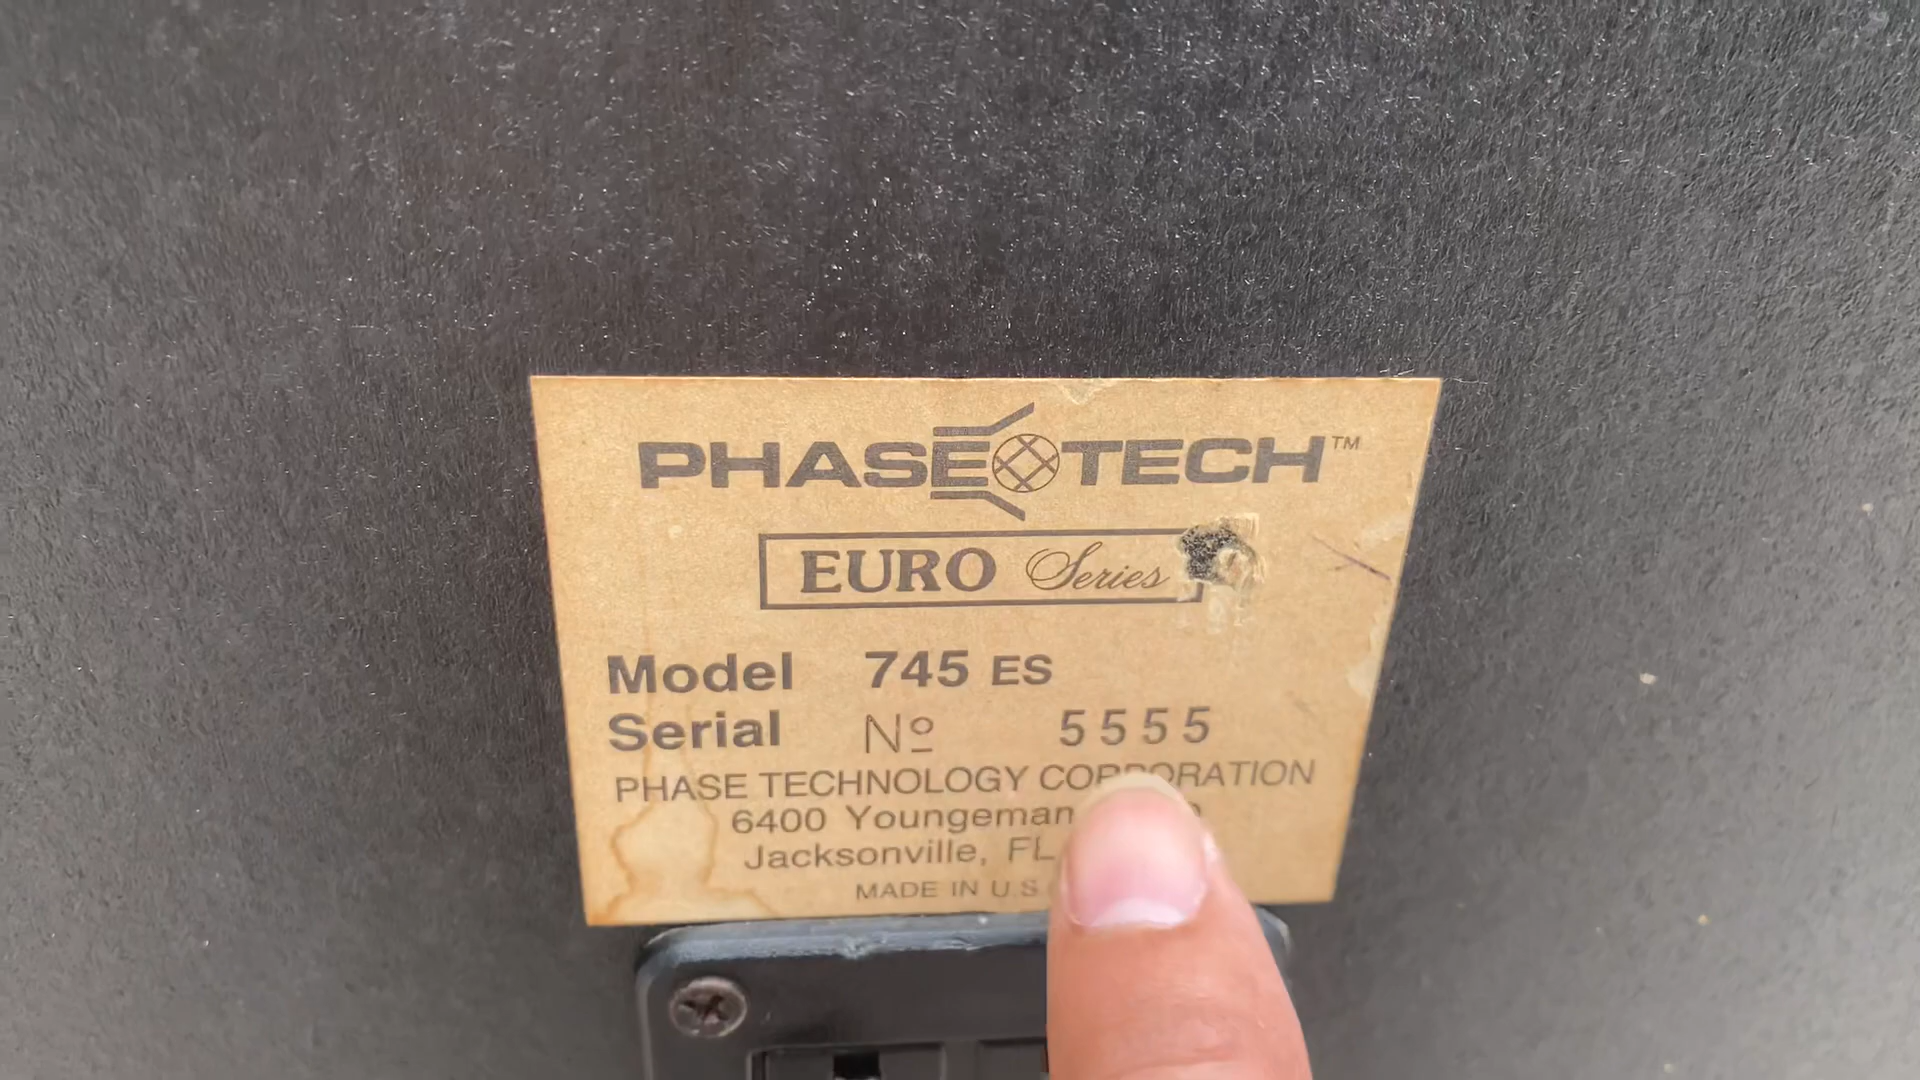 PHASE TECH™
EURO Series
Model 745 ES
Serial Nº 5555
PHASE TECHNOLOGY CORPORATION
6400 Youngeman
Jacksonville, FL
MADE IN U.S.